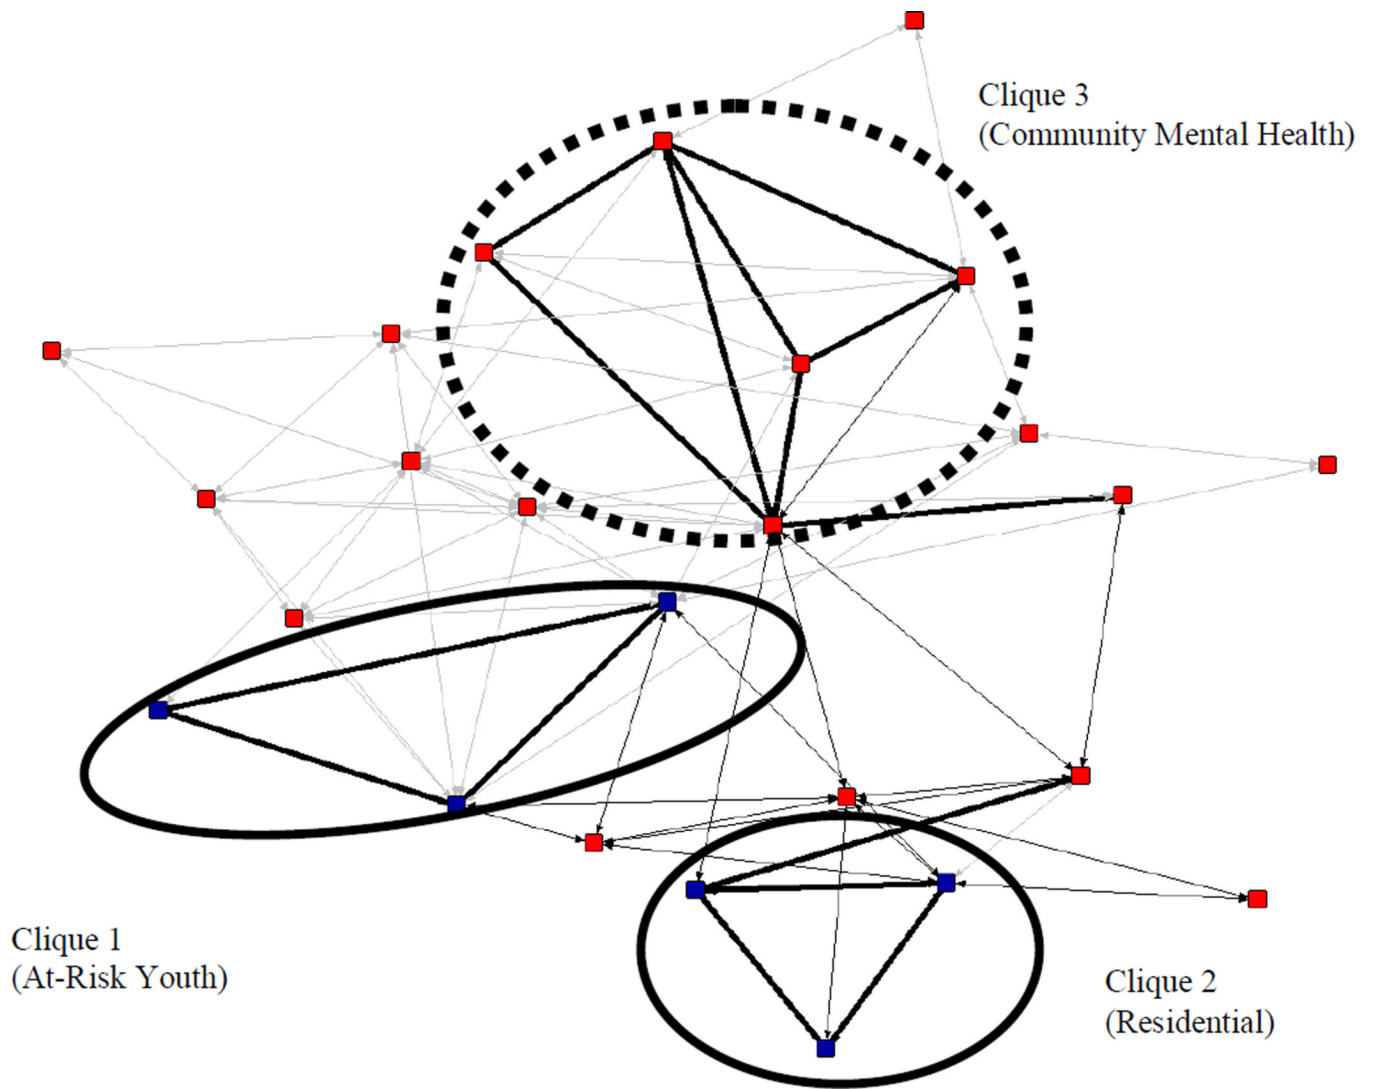 Clique 3
(Community Mental Health)
Clique 1
(At-Risk Youth)
Clique 2
(Residential)